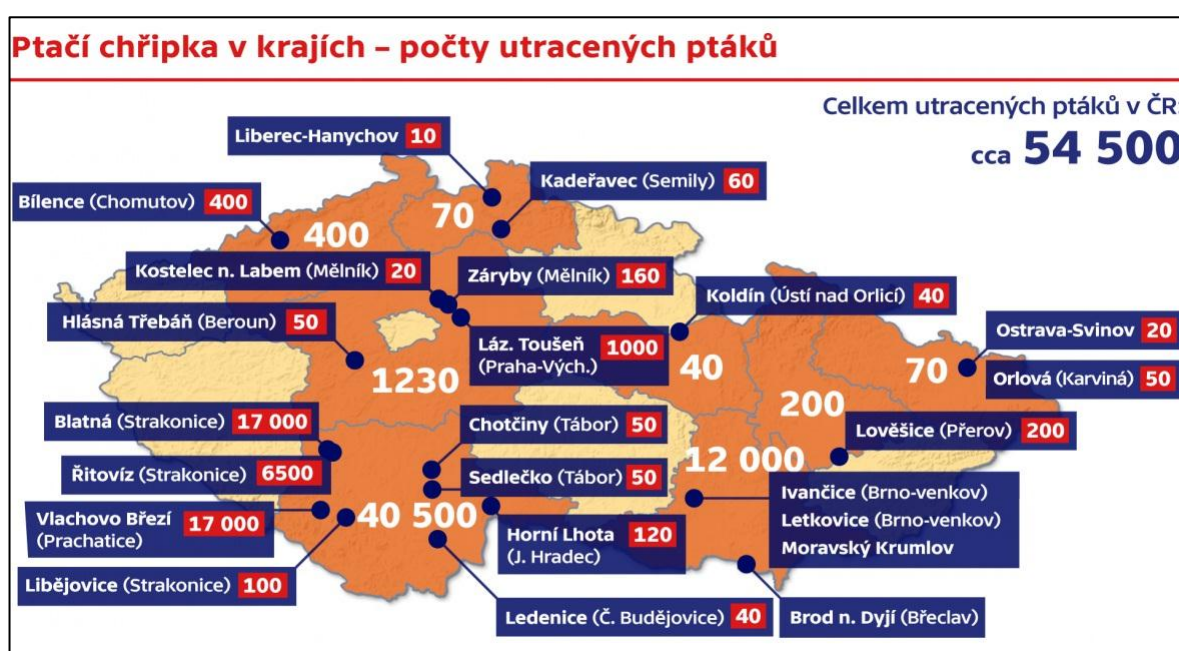 Ptačí chřipka v krajích – počty utracených ptáků
Celkem utracených ptáků v ČR:
cca 54 500
Liberec-Hanychov 10
Kadeřavec (Semily) 60
Bílence (Chomutov) 400
70
400
Kostelec n. Labem (Mělník) 20
Záryby (Mělník) 160
Koldín (Ústí nad Orlicí) 40
Hlásná Třebáň (Beroun) 50
Láz. Toušeň
(Praha-Vých.)
1000
Ostrava-Svinov 20
Orlová (Karviná) 50
1230
40
70
200
Blatná (Strakonice) 17 000
Chotčiny (Tábor) 50
Lověšice (Přerov) 200
Řitovíz (Strakonice) 6500
Sedlečko (Tábor) 50
12 000
Vlachovo Březí
(Prachatice)
17 000
40 500
Horní Lhota
(J. Hradec)
120
Ivančice (Brno-venkov)
Letkovice (Brno-venkov)
Moravský Krumlov
Libějovice (Strakonice) 100
Ledenice (Č. Budějovice) 40
Brod n. Dyjí (Břeclav)